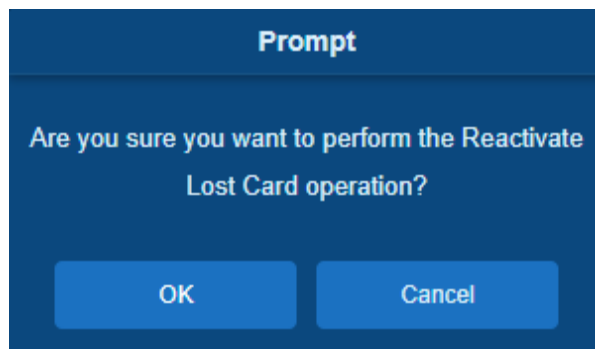 Prompt
Are you sure you want to perform the Reactivate
Lost Card operation?
OK
Cancel